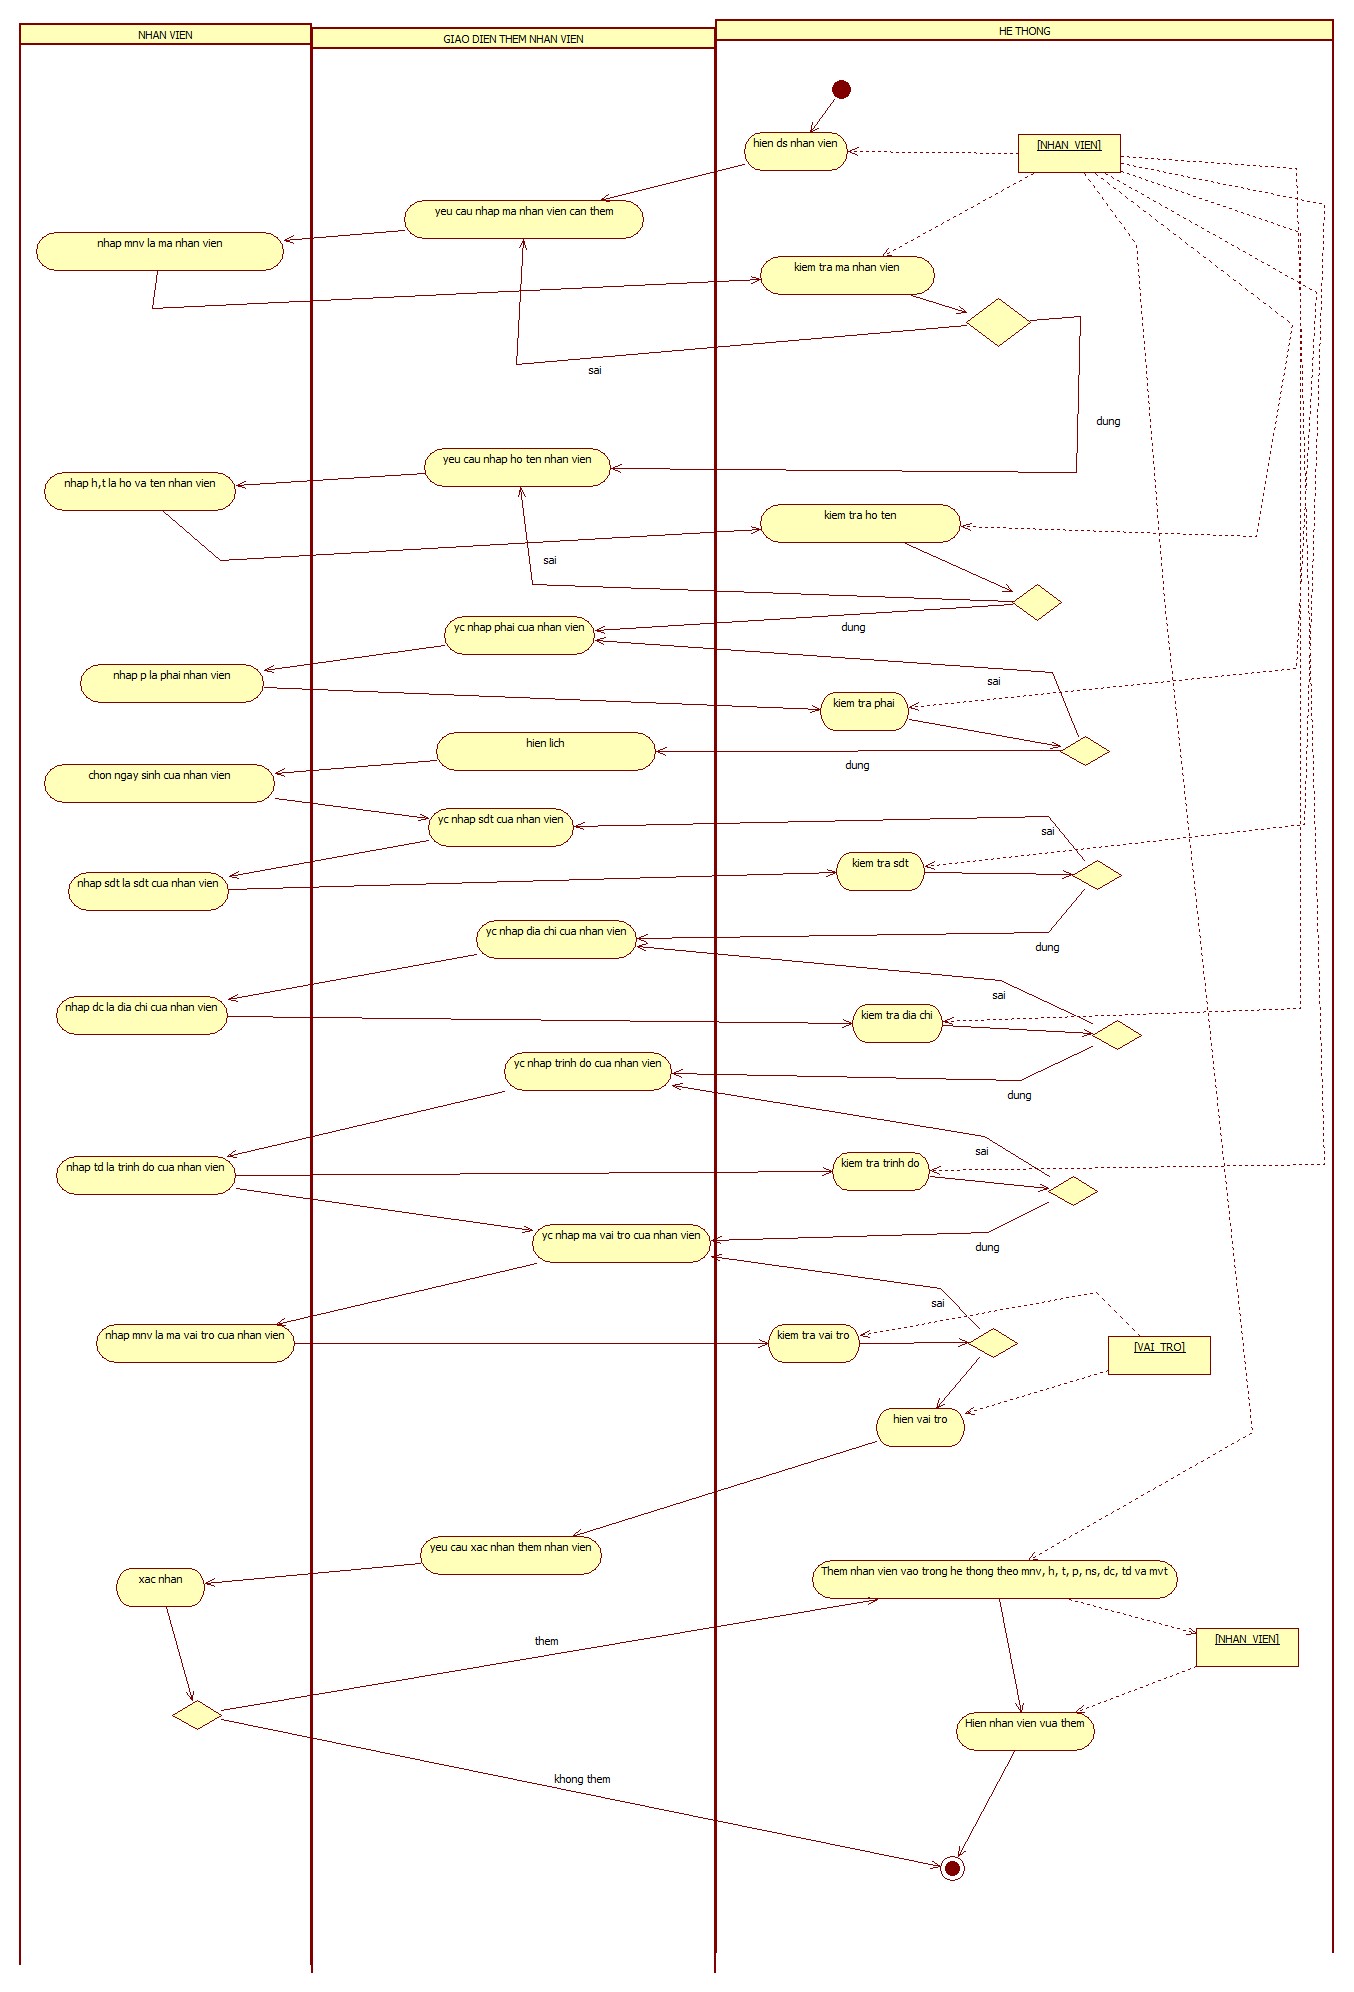 NHAN VIEN
GIAO DIEN THEM NHAN VIEN
HE THONG
hien ds nhan vien
[NHAN_VIEN]
yeu cau nhap ma nhan vien can them
nhap mnv la ma nhan vien
kiem tra ma nhan vien
sai
dung
yeu cau nhap ho ten nhan vien
nhap h,t la ho va ten nhan vien
kiem tra ho ten
sai
yc nhap phai cua nhan vien
dung
nhap p la phai nhan vien
sai
kiem tra phai
hien lich
dung
chon ngay sinh cua nhan vien
yc nhap sdt cua nhan vien
sai
kiem tra sdt
nhap sdt la sdt cua nhan vien
yc nhap dia chi cua nhan vien
dung
sai
nhap dc la dia chi cua nhan vien
kiem tra dia chi
yc nhap trinh do cua nhan vien
dung
sai
nhap td la trinh do cua nhan vien
kiem tra trinh do
yc nhap ma vai tro cua nhan vien
dung
sai
nhap mnv la ma vai tro cua nhan vien
kiem tra vai tro
[VAI_TRO]
hien vai tro
yeu cau xac nhan them nhan vien
xac nhan
Them nhan vien vao trong he thong theo mnv, h, t, p, ns, dc, td va mvt
them
[NHAN_VIEN]
Hien nhan vien vua them
khong them